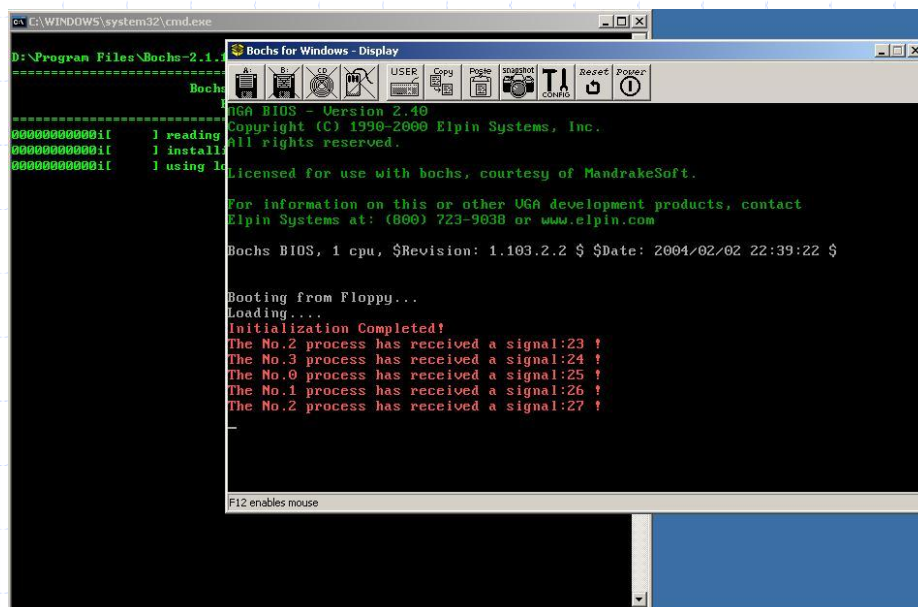 C:\WINDOWS\system32\cmd.exe
D:\Program Files\Bochs-2.1.1
========================
Bochs
========================
00000000000i[ ] reading
00000000000i[ ] installi
00000000000i[ ] using lo
Bochs for Windows - Display
A: B: CD USER Copy Paste snapshot CONFIG Reset Power
VGA BIOS - Version 2.40
Copyright (C) 1990-2000 Elpin Systems, Inc.
All rights reserved.
Licensed for use with bochs, courtesy of MandrakeSoft.
For information on this or other VGA development products, contact
Elpin Systems at: (800) 723-9038 or www.elpin.com
Bochs BIOS, 1 cpu, $Revision: 1.103.2.2 $ $Date: 2004/02/02 22:39:22 $
Booting from Floppy...
Loading....
Initialization Completed!
The No.2 process has received a signal:23 !
The No.3 process has received a signal:24 !
The No.0 process has received a signal:25 !
The No.1 process has received a signal:26 !
The No.2 process has received a signal:27 !
F12 enables mouse